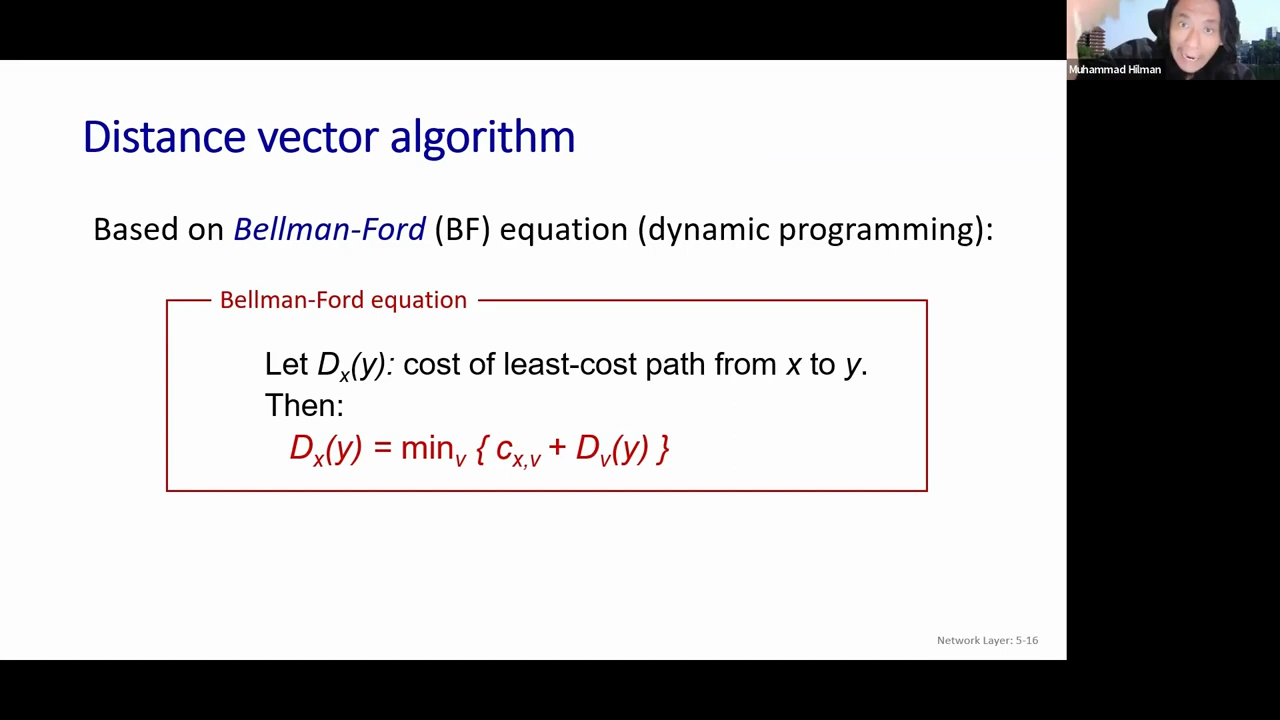 Muhammad Hilman
Distance vector algorithm
Based on Bellman-Ford (BF) equation (dynamic programming):
Bellman-Ford equation
Let Dx(y): cost of least-cost path from x to y.
Then:
Dx(y) = minv { cx,v + Dv(y) }
Network Layer: 5-16